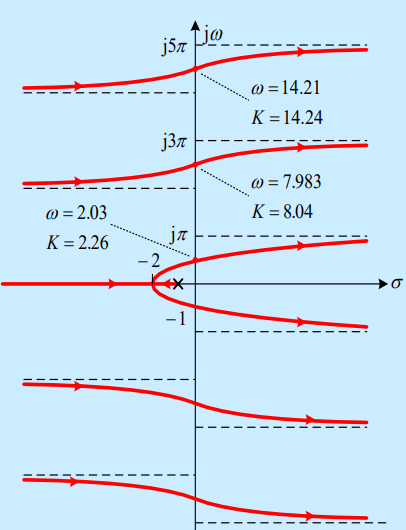 jω
j5π
ω = 14.21
K = 14.24
j3π
ω = 7.983
K = 8.04
ω = 2.03
K = 2.26
jπ
−2
σ
−1